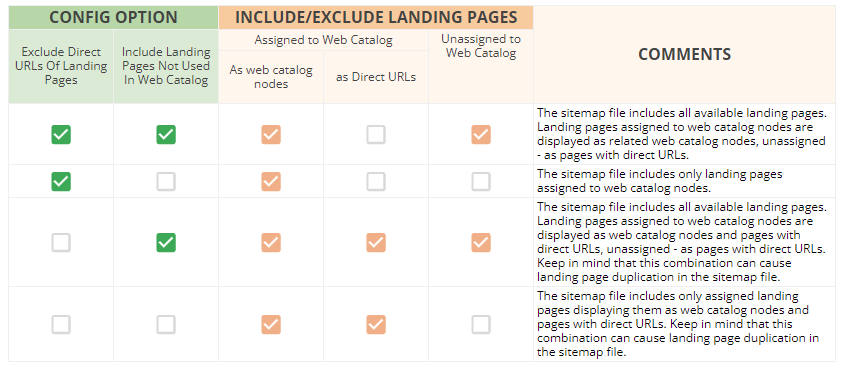 CONFIG OPTION
INCLUDE/EXCLUDE LANDING PAGES
COMMENTS
Exclude Direct
URLs Of Landing
Pages
Include Landing
Pages Not Used
In Web Catalog
Assigned to Web Catalog
Unassigned to
Web Catalog
As web catalog
nodes
as Direct URLs
The sitemap file includes all available landing pages.
Landing pages assigned to web catalog nodes are
displayed as related web catalog nodes, unassigned
- as pages with direct URLs.
The sitemap file includes only landing pages
assigned to web catalog nodes.
The sitemap file includes all available landing pages.
Landing pages assigned to web catalog nodes are
displayed as web catalog nodes and pages with
direct URLs, unassigned - as pages with direct URLs.
Keep in mind that this combination can cause
landing page duplication in the sitemap file.
The sitemap file includes only assigned landing
pages displaying them as web catalog nodes and
pages with direct URLs. Keep in mind that this
combination can cause landing page duplication in
the sitemap file.